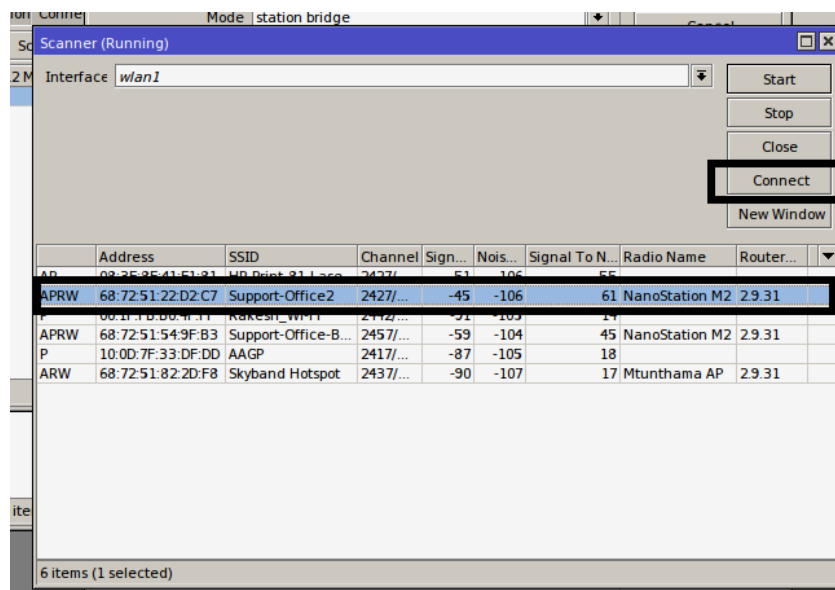 Mode station bridge
Scanner (Running)
Interface wlan1
Start
Stop
Close
Connect
New Window
Address SSID Channel Sign... Nois... Signal To N... Radio Name Router...
APRW 68:72:51:22:D2:C7 Support-Office2 2427/... -45 -106 61 NanoStation M2 2.9.31
APRW 68:72:51:54:9F:B3 Support-Office-B... 2457/... -59 -104 45 NanoStation M2 2.9.31
P 10:0D:7F:33:DF:DD AAGP 2417/... -87 -105 18
ARW 68:72:51:82:2D:F8 Skyband Hotspot 2437/... -90 -107 17 Mtunthama AP 2.9.31
6 items (1 selected)